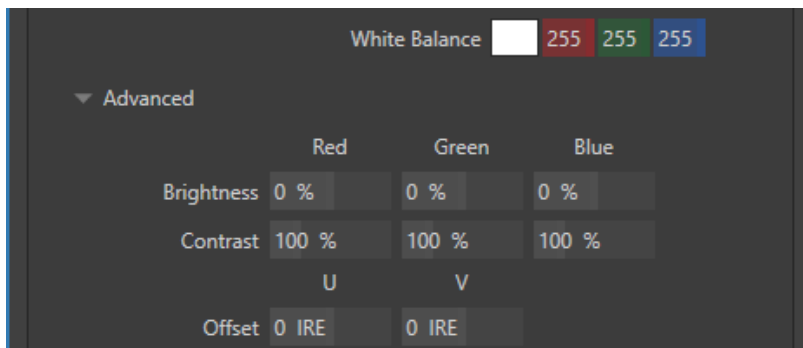 White Balance 255 255 255
Advanced
Red Green Blue
Brightness 0 % 0 % 0 %
Contrast 100 % 100 % 100 %
U V
Offset 0 IRE 0 IRE